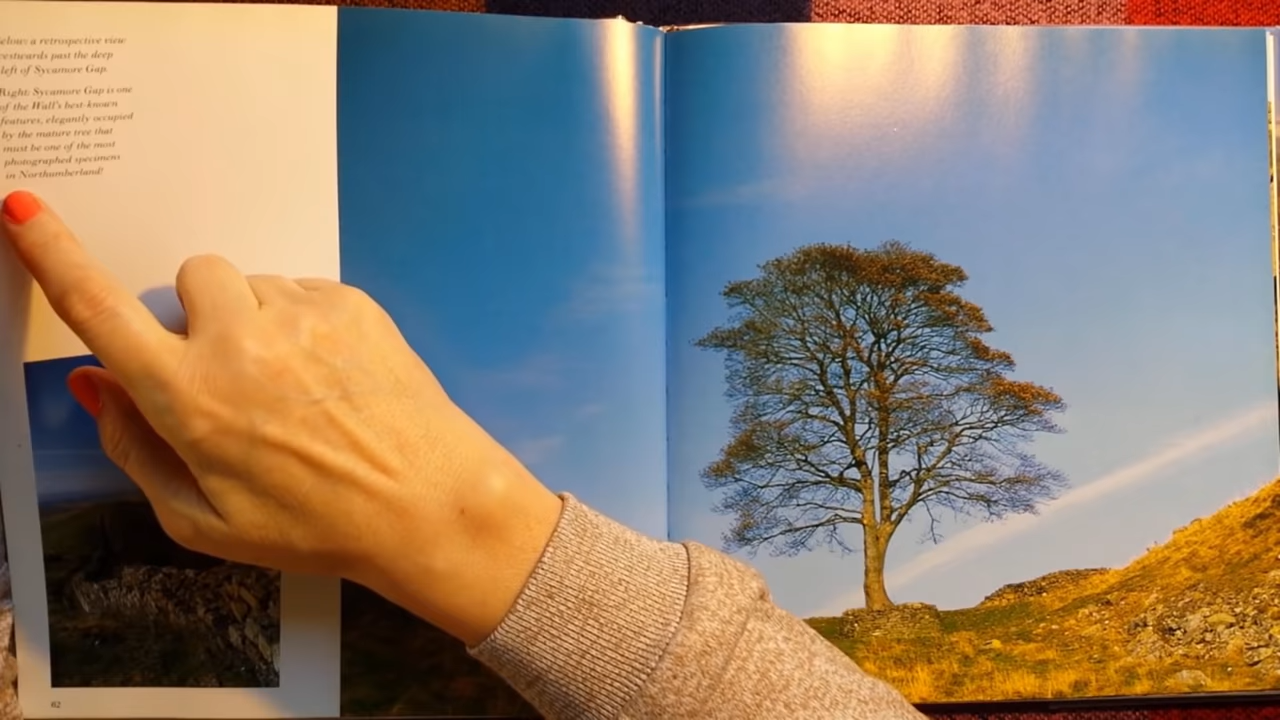 elow: a retrospective view
estwards past the deep
left of Sycamore Gap.
Right: Sycamore Gap is one
of the Wall's best-known
features, elegantly occupied
by the mature tree that
must be one of the most
photographed specimens
in Northumberland!
62